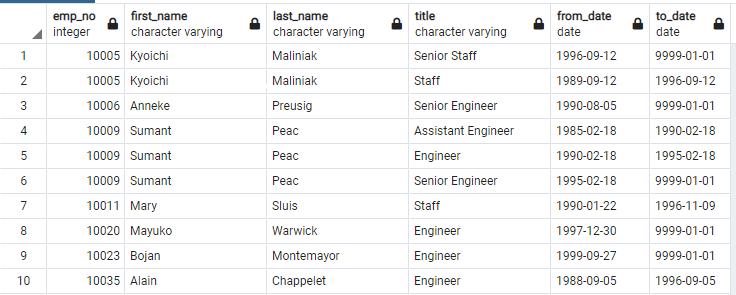 emp_no integer first_name character varying last_name character varying title character varying from_date date to_date date
1 10005 Kyoichi Maliniak Senior Staff 1996-09-12 9999-01-01
2 10005 Kyoichi Maliniak Staff 1989-09-12 1996-09-12
3 10006 Anneke Preusig Senior Engineer 1990-08-05 9999-01-01
4 10009 Sumant Peac Assistant Engineer 1985-02-18 1990-02-18
5 10009 Sumant Peac Engineer 1990-02-18 1995-02-18
6 10009 Sumant Peac Senior Engineer 1995-02-18 9999-01-01
7 10011 Mary Sluis Staff 1990-01-22 1996-11-09
8 10020 Mayuko Warwick Engineer 1997-12-30 9999-01-01
9 10023 Bojan Montemayor Engineer 1999-09-27 9999-01-01
10 10035 Alain Chappelet Engineer 1988-09-05 1996-09-05